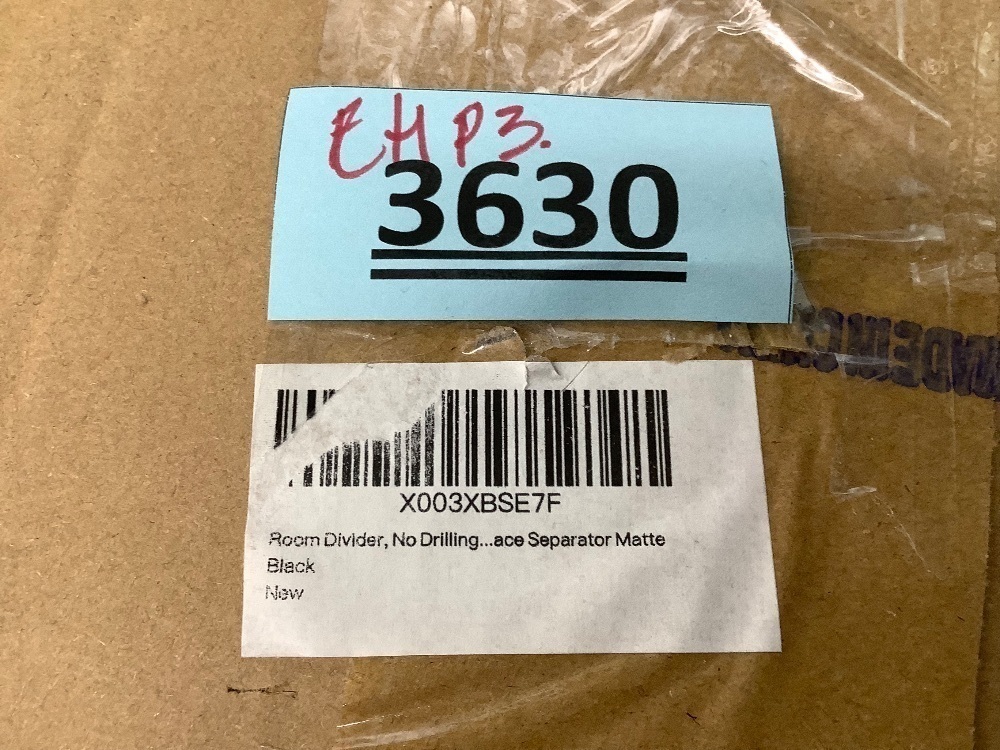 EHP3.
3630
X003XBSE7F
Room Divider, No Drilling...ace Separator Matte
Black
New